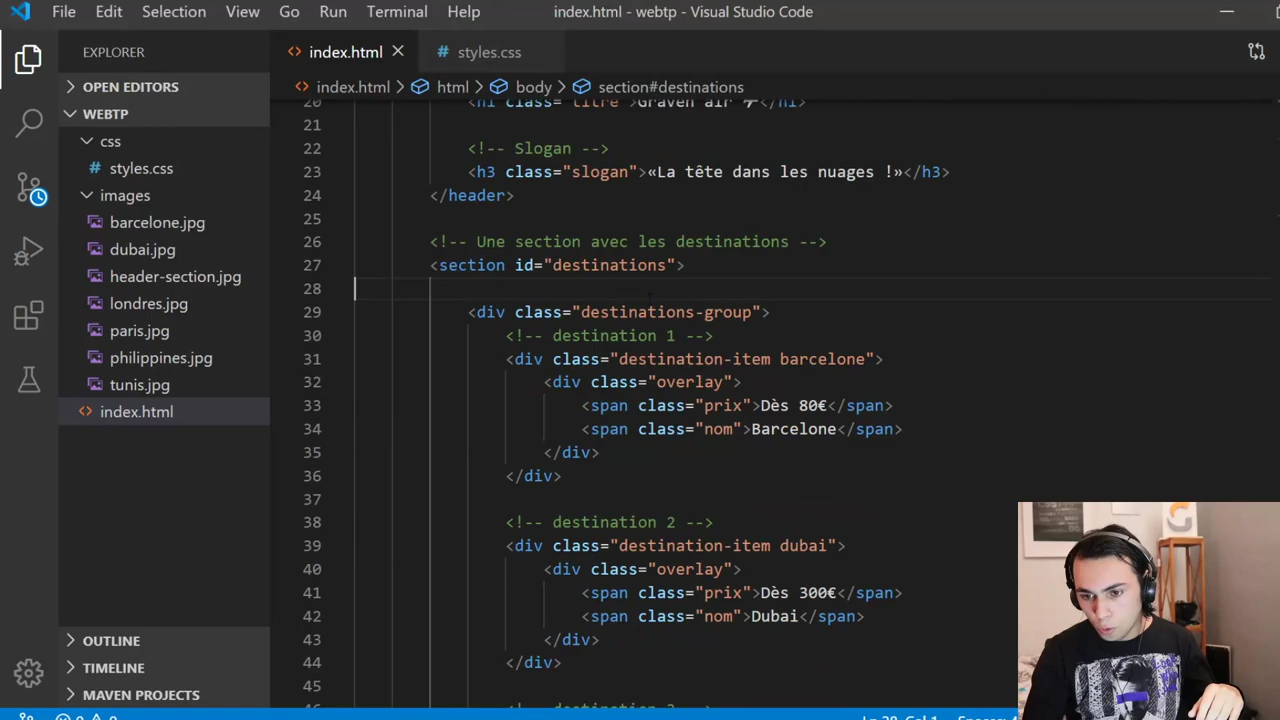 File Edit Selection View Go Run Terminal Help index.html - webtp - Visual Studio Code
EXPLORER
OPEN EDITORS
WEBTP
css
styles.css
images
barcelone.jpg
dubai.jpg
header-section.jpg
londres.jpg
paris.jpg
philippines.jpg
tunis.jpg
index.html
OUTLINE
TIMELINE
MAVEN PROJECTS
index.html styles.css
index.html > html > body > section#destinations
20 <h1 class="titre">Graven air ✈</h1>
21
22 <!-- Slogan -->
23 <h3 class="slogan">«La tête dans les nuages !»</h3>
24 </header>
25
26 <!-- Une section avec les destinations -->
27 <section id="destinations">
28
29 <div class="destinations-group">
30 <!-- destination 1 -->
31 <div class="destination-item barcelone">
32 <div class="overlay">
33 <span class="prix">Dès 80€</span>
34 <span class="nom">Barcelone</span>
35 </div>
36 </div>
37
38 <!-- destination 2 -->
39 <div class="destination-item dubai">
40 <div class="overlay">
41 <span class="prix">Dès 300€</span>
42 <span class="nom">Dubai</span>
43 </div>
44 </div>
45